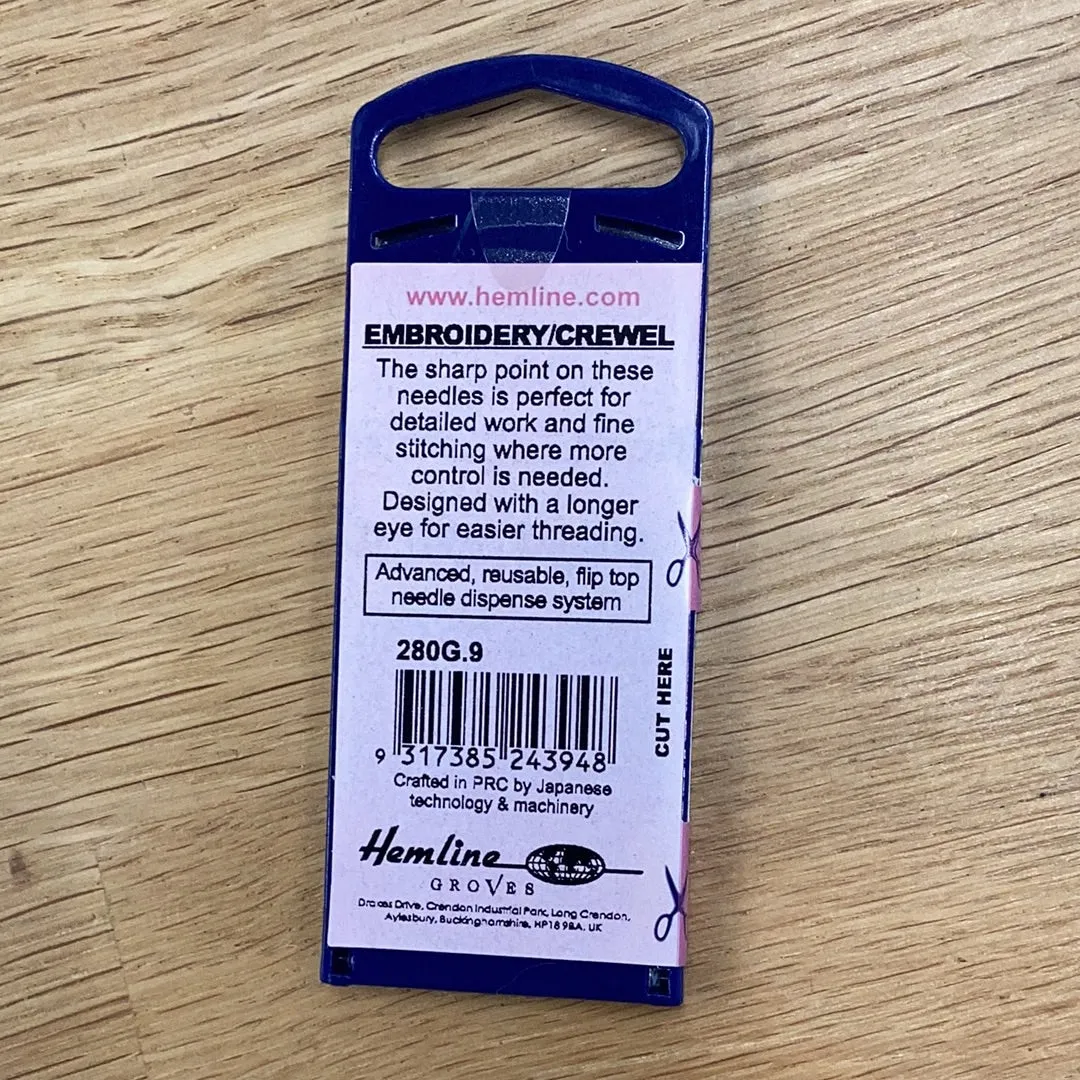 www.hemline.com
EMBROIDERY/CREWEL
The sharp point on these
needles is perfect for
detailed work and fine
stitching where more
control is needed.
Designed with a longer
eye for easier threading.
Advanced, reusable, flip top
needle dispense system
280G.9
9 317385 243948
Crafted in PRC by Japanese
technology & machinery
Hemline
GROVES
Drakes Drive, Crendon Industrial Park, Long Crendon,
Aylesbury, Buckinghamshire, HP18 9BA. UK
CUT HERE